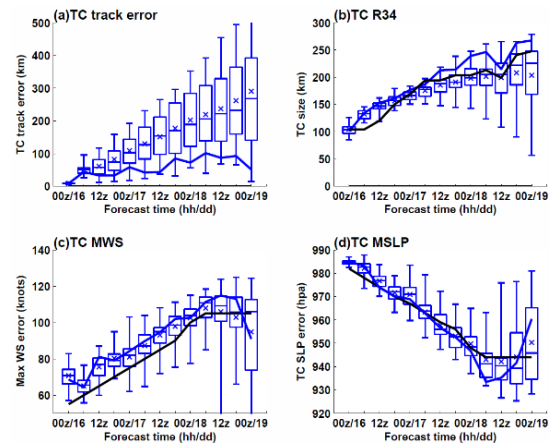 (a)TC track error
(b)TC R34
500
400
300
200
100
0
TC track error (km)
00z/16 12z 00z/17 12z 00z/18 12z 00z/19
Forecast time (hh/dd)
300
250
200
150
100
50
0
TC size (km)
00z/16 12z 00z/17 12z 00z/18 12z 00z/19
Forecast time (hh/dd)
(c) TC MWS
(d)TC MSLP
140
120
100
80
60
Max WS error (knots)
00z/16 12z 00z/17 12z 00z/18 12z 00z/19
Forecast time (hh/dd)
990
980
970
960
950
940
930
920
TC SLP error (hpa)
00z/16 12z 00z/17 12z 00z/18 12z 00z/19
Forecast time (hh/dd)